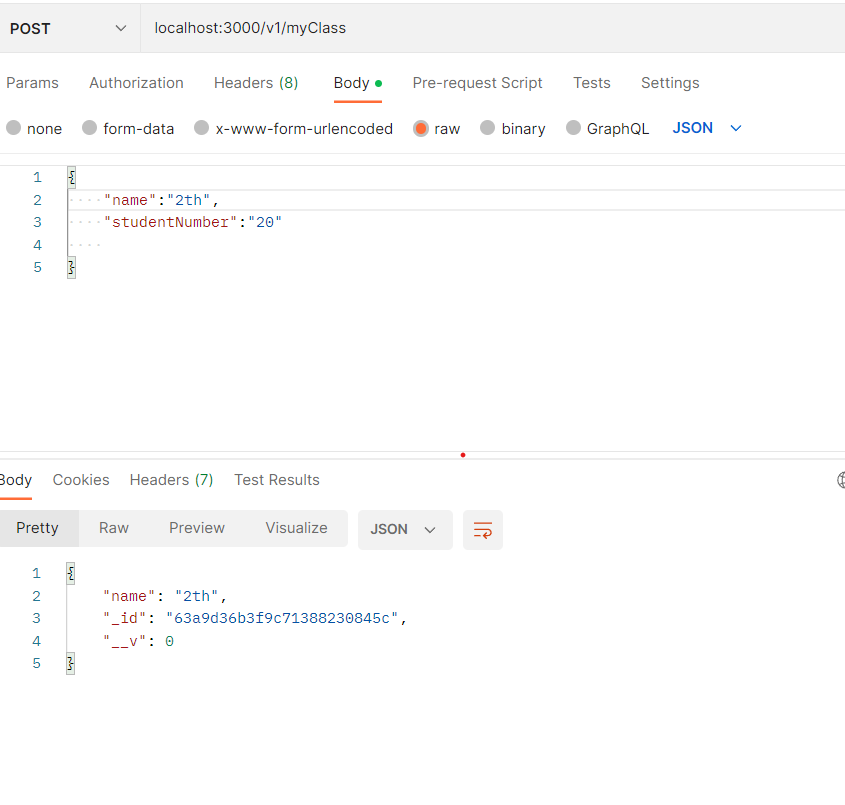 POST localhost:3000/v1/myClass
Params Authorization Headers (8) Body Pre-request Script Tests Settings
none form-data x-www-form-urlencoded raw binary GraphQL JSON
1 {
2 "name":"2th",
3 "studentNumber":"20"
4
5 }
Body Cookies Headers (7) Test Results
Pretty Raw Preview Visualize JSON
1 {
2 "name": "2th",
3 "_id": "63a9d36b3f9c71388230845c",
4 "__v": 0
5 }